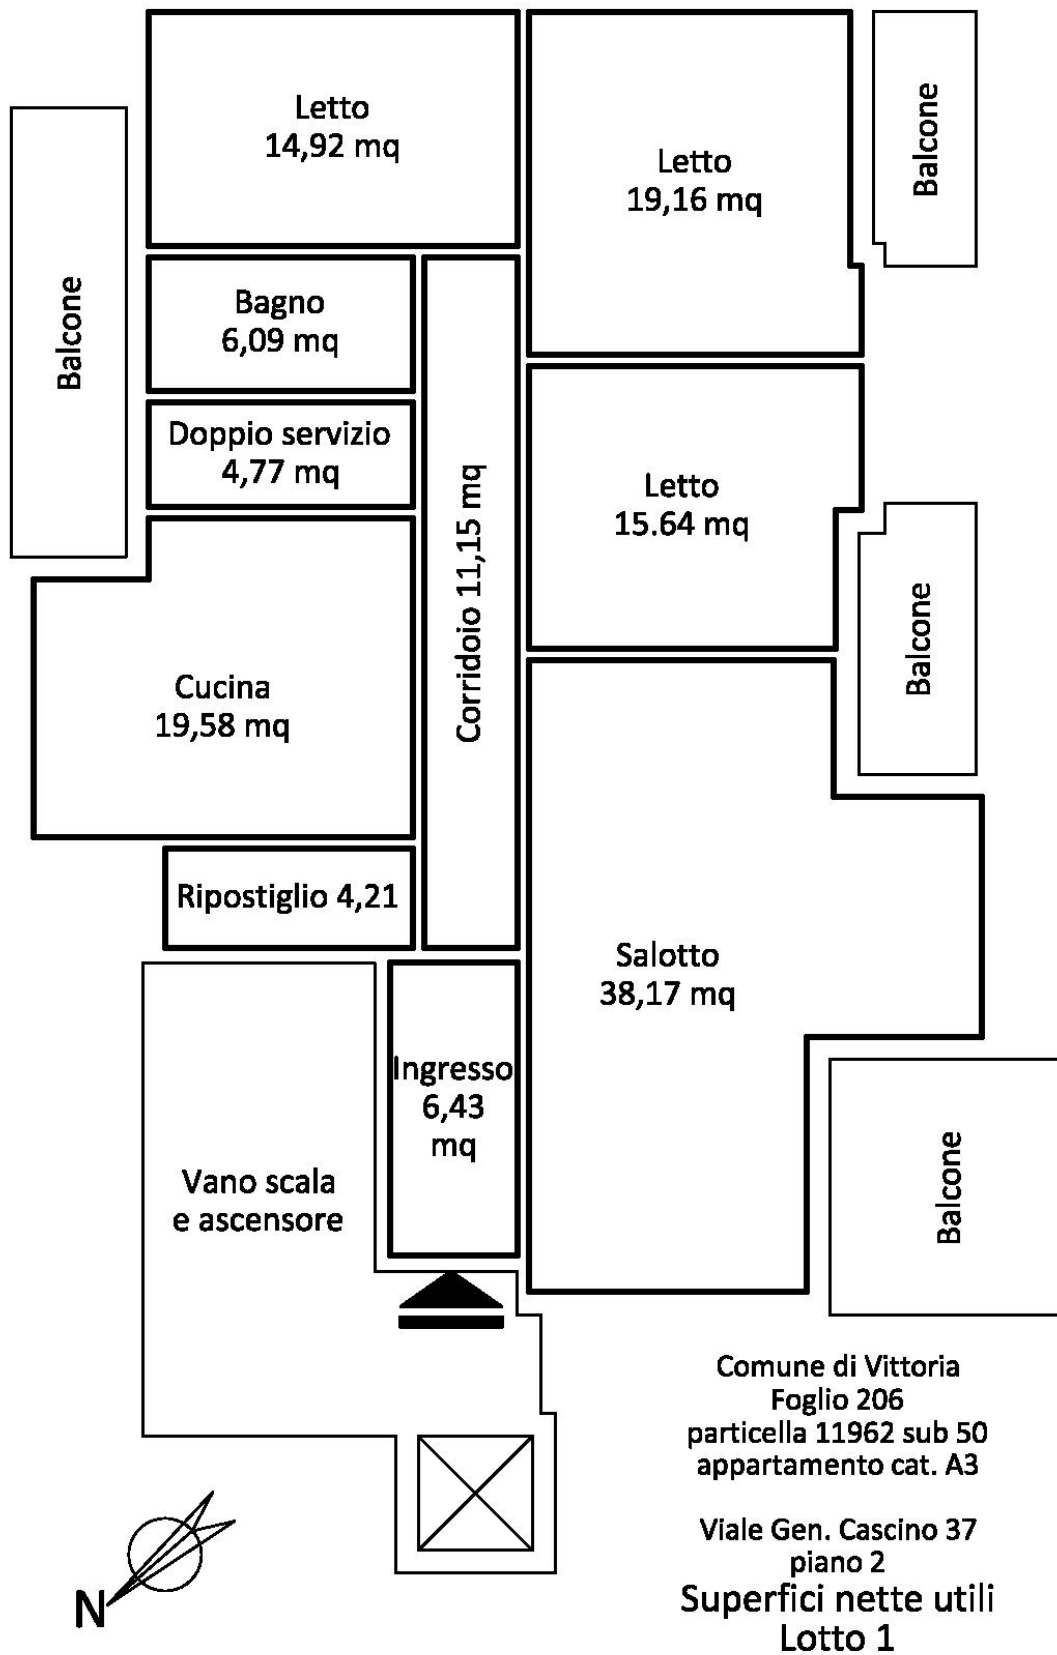 Letto
14,92 mq
Letto
19,16 mq
Balcone
Balcone
Bagno
6,09 mq
Doppio servizio
4,77 mq
Corridoio 11,15 mq
Letto
15.64 mq
Balcone
Cucina
19,58 mq
Ripostiglio 4,21
Salotto
38,17 mq
Ingresso
6,43
mq
Vano scala
e ascensore
Balcone
Comune di Vittoria
Foglio 206
particella 11962 sub 50
appartamento cat. A3
Viale Gen. Cascino 37
piano 2
Superfici nette utili
Lotto 1
N